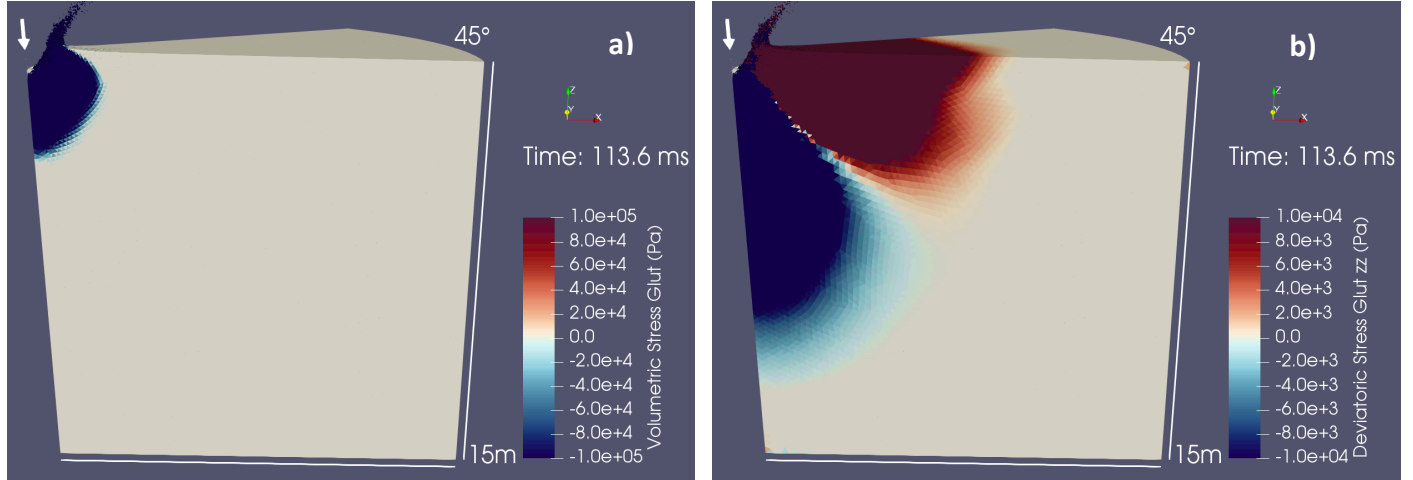 a)
45°
Z
Y
X
Time: 113.6 ms
1.0e+05
8.0e+4
6.0e+4
4.0e+4
2.0e+4
0.0
-2.0e+4
-4.0e+4
-6.0e+4
-8.0e+4
-1.0e+05
Volumetric Stress Glut (Pa)
15m
b)
45°
Z
Y
X
Time: 113.6 ms
1.0e+04
8.0e+3
6.0e+3
4.0e+3
2.0e+3
0.0
-2.0e+3
-4.0e+3
-6.0e+3
-8.0e+3
-1.0e+04
Deviatoric Stress Glut zz (Pa)
15m